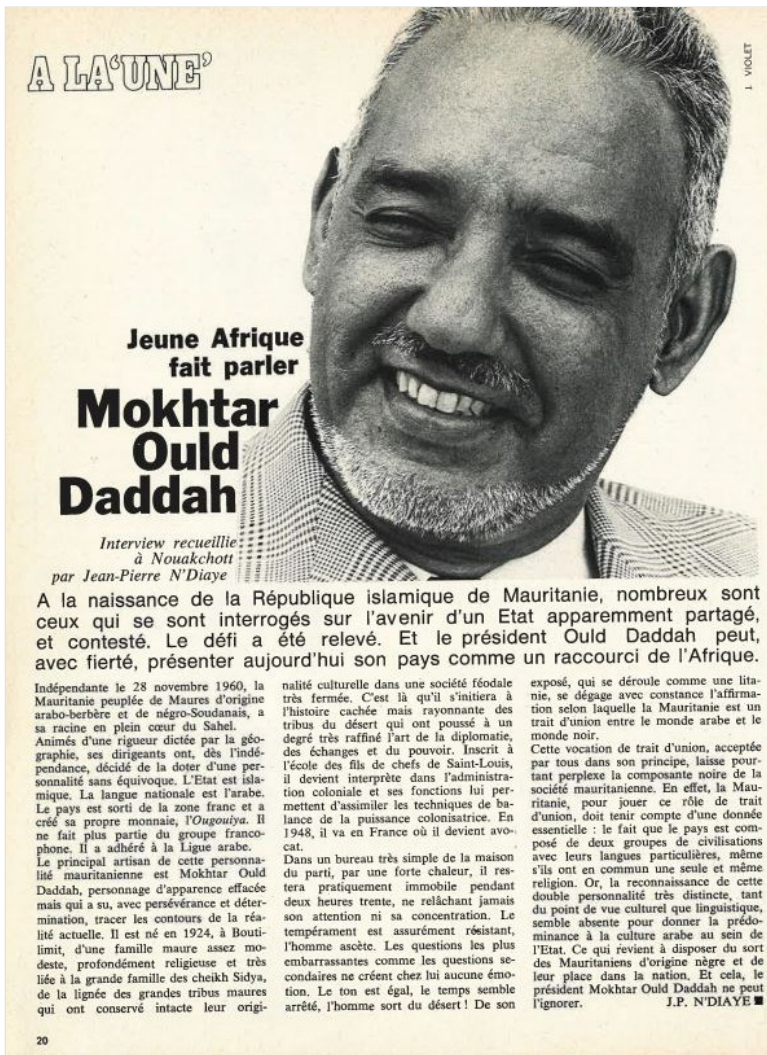 A LA 'UNE'
J. VIOLET
Jeune Afrique
fait parler
Mokhtar
Ould
Daddah
Interview recueillie
à Nouakchott
par Jean-Pierre N'Diaye
A la naissance de la République islamique de Mauritanie, nombreux sont
ceux qui se sont interrogés sur l'avenir d'un Etat apparemment partagé,
et contesté. Le défi a été relevé. Et le président Ould Daddah peut,
avec fierté, présenter aujourd'hui son pays comme un raccourci de l'Afrique.
Indépendante le 28 novembre 1960, la
Mauritanie peuplée de Maures d'origine
arabo-berbère et de négro-Soudanais, a
sa racine en plein cœur du Sahel.
Animés d'une rigueur dictée par la géo-
graphie, ses dirigeants ont, dès l'indé-
pendance, décidé de la doter d'une per-
sonnalité sans équivoque. L'Etat est isla-
mique. La langue nationale est l'arabe.
Le pays est sorti de la zone franc et a
créé sa propre monnaie, l'Ougouiya. Il
ne fait plus partie du groupe franco-
phone. Il a adhéré à la Ligue arabe.
Le principal artisan de cette personna-
lité mauritanienne est Mokhtar Ould
Daddah, personnage d'apparence effacée
mais qui a su, avec persévérance et déter-
mination, tracer les contours de la réa-
lité actuelle. Il est né en 1924, à Bouti-
limit, d'une famille maure assez mo-
deste, profondément religieuse et très
liée à la grande famille des cheikh Sidya,
de la lignée des grandes tribus maures
qui ont conservé intacte leur origi-
nalité culturelle dans une société féodale
très fermée. C'est là qu'il s'initiera à
l'histoire cachée mais rayonnante des
tribus du désert qui ont poussé à un
degré très raffiné l'art de la diplomatie,
des échanges et du pouvoir. Inscrit à
l'école des fils de chefs de Saint-Louis,
il devient interprète dans l'administra-
tion coloniale et ses fonctions lui per-
mettent d'assimiler les techniques de ba-
lance de la puissance colonisatrice. En
1948, il va en France où il devient avo-
cat.
Dans un bureau très simple de la maison
du parti, par une forte chaleur, il res-
tera pratiquement immobile pendant
deux heures trente, ne relâchant jamais
son attention ni sa concentration. Le
tempérament est assurément résistant,
l'homme ascète. Les questions les plus
embarrassantes comme les questions se-
condaires ne créent chez lui aucune émo-
tion. Le ton est égal, le temps semble
arrêté, l'homme sort du désert ! De son
exposé, qui se déroule comme une lita-
nie, se dégage avec constance l'affirma-
tion selon laquelle la Mauritanie est un
trait d'union entre le monde arabe et le
monde noir.
Cette vocation de trait d'union, acceptée
par tous dans son principe, laisse pour-
tant perplexe la composante noire de la
société mauritanienne. En effet, la Mau-
ritanie, pour jouer ce rôle de trait
d'union, doit tenir compte d'une donnée
essentielle : le fait que le pays est com-
posé de deux groupes de civilisations
avec leurs langues particulières, même
s'ils ont en commun une seule et même
religion. Or, la reconnaissance de cette
double personnalité très distincte, tant
du point de vue culturel que linguistique,
semble absente pour donner la prédo-
minance à la culture arabe au sein de
l'Etat. Ce qui revient à disposer du sort
des Mauritaniens d'origine nègre et de
leur place dans la nation. Et cela, le
président Mokhtar Ould Daddah ne peut
l'ignorer. J.P. N'DIAYE ■
20